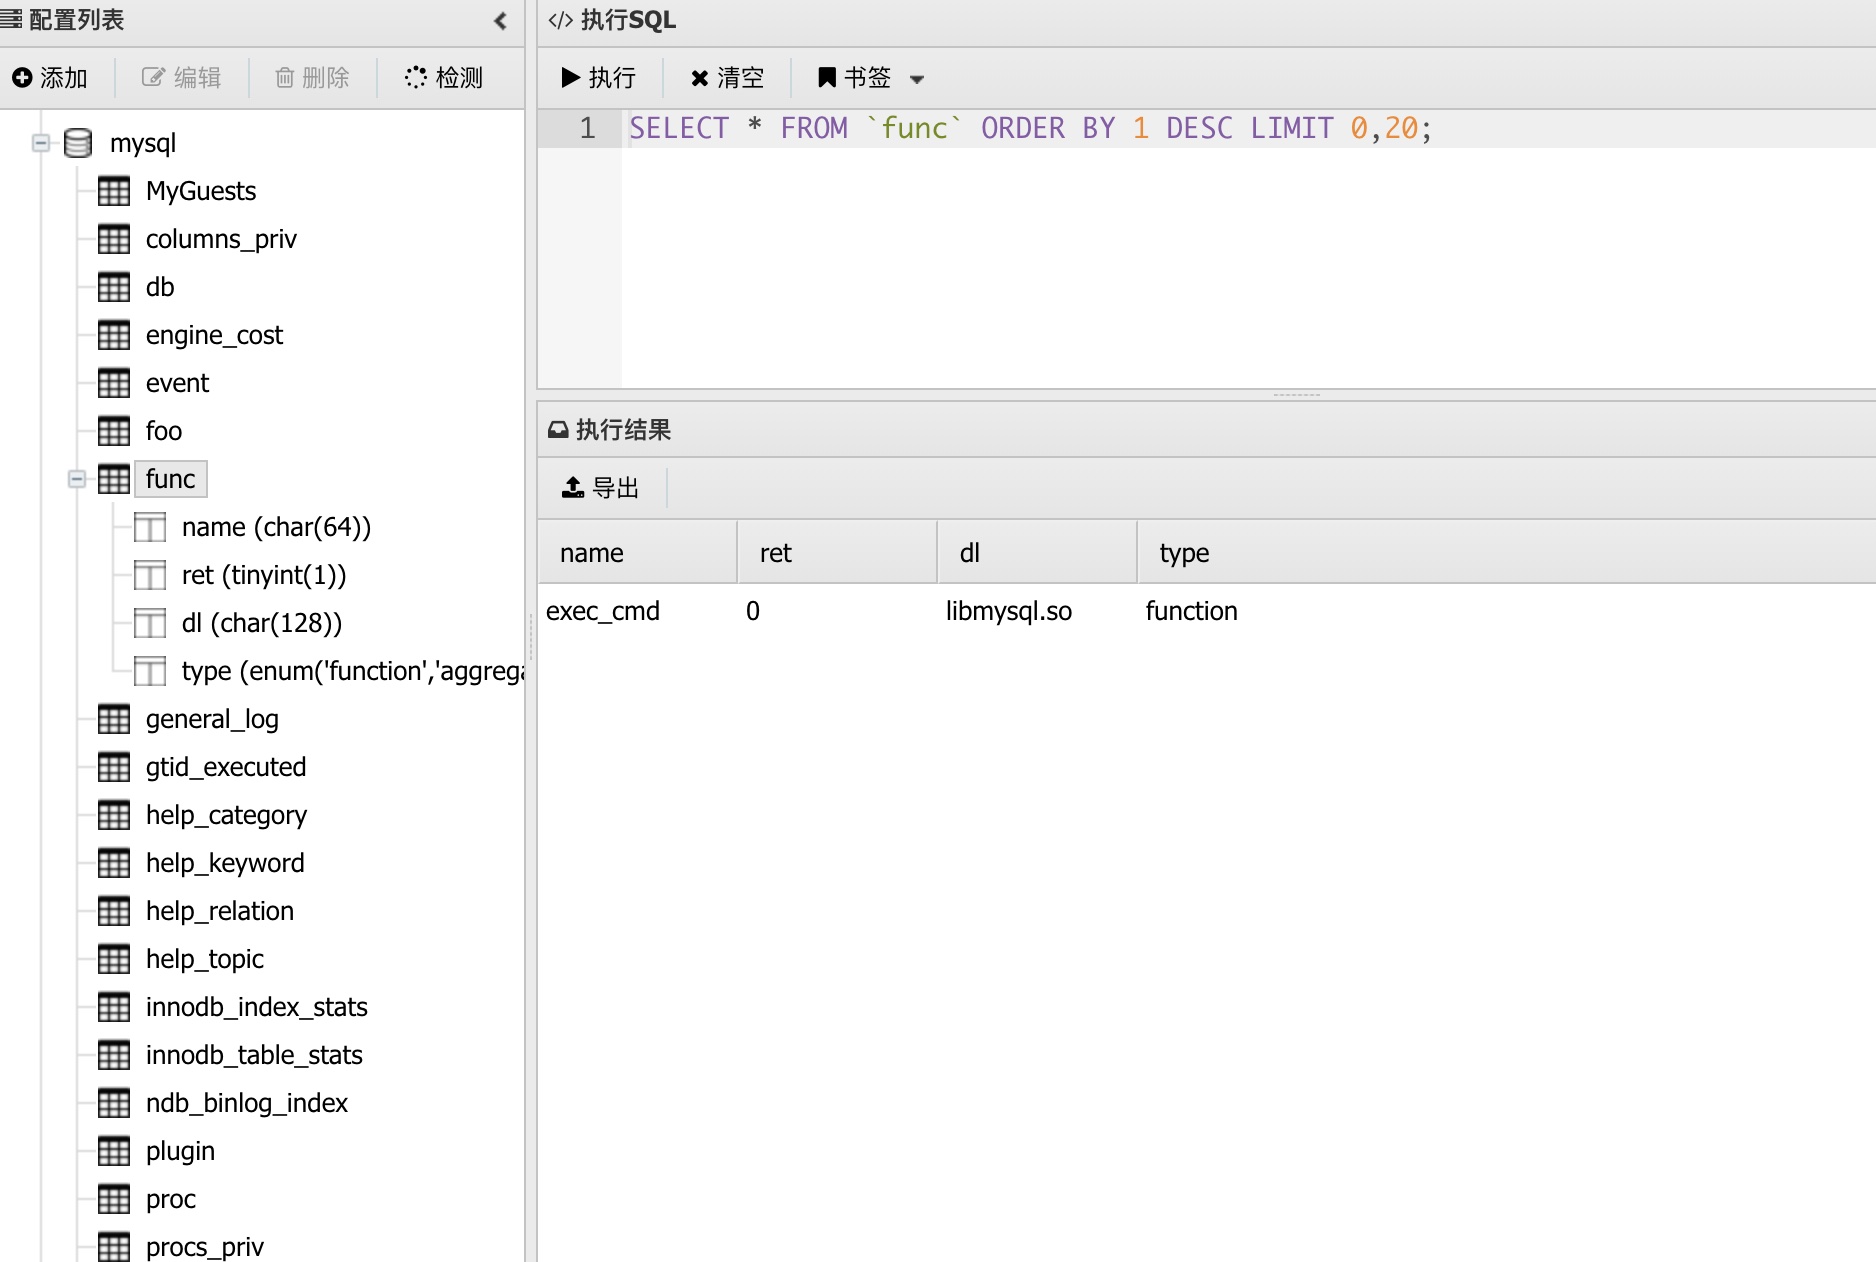 配置列表
添加 编辑 删除 检测
mysql
MyGuests
columns_priv
db
engine_cost
event
foo
func
name (char(64))
ret (tinyint(1))
dl (char(128))
type (enum('function','aggrega
general_log
gtid_executed
help_category
help_keyword
help_relation
help_topic
innodb_index_stats
innodb_table_stats
ndb_binlog_index
plugin
proc
procs_priv
</> 执行SQL
执行 清空 书签
1 SELECT * FROM `func` ORDER BY 1 DESC LIMIT 0,20;
执行结果
导出
name ret dl type
exec_cmd 0 libmysql.so function